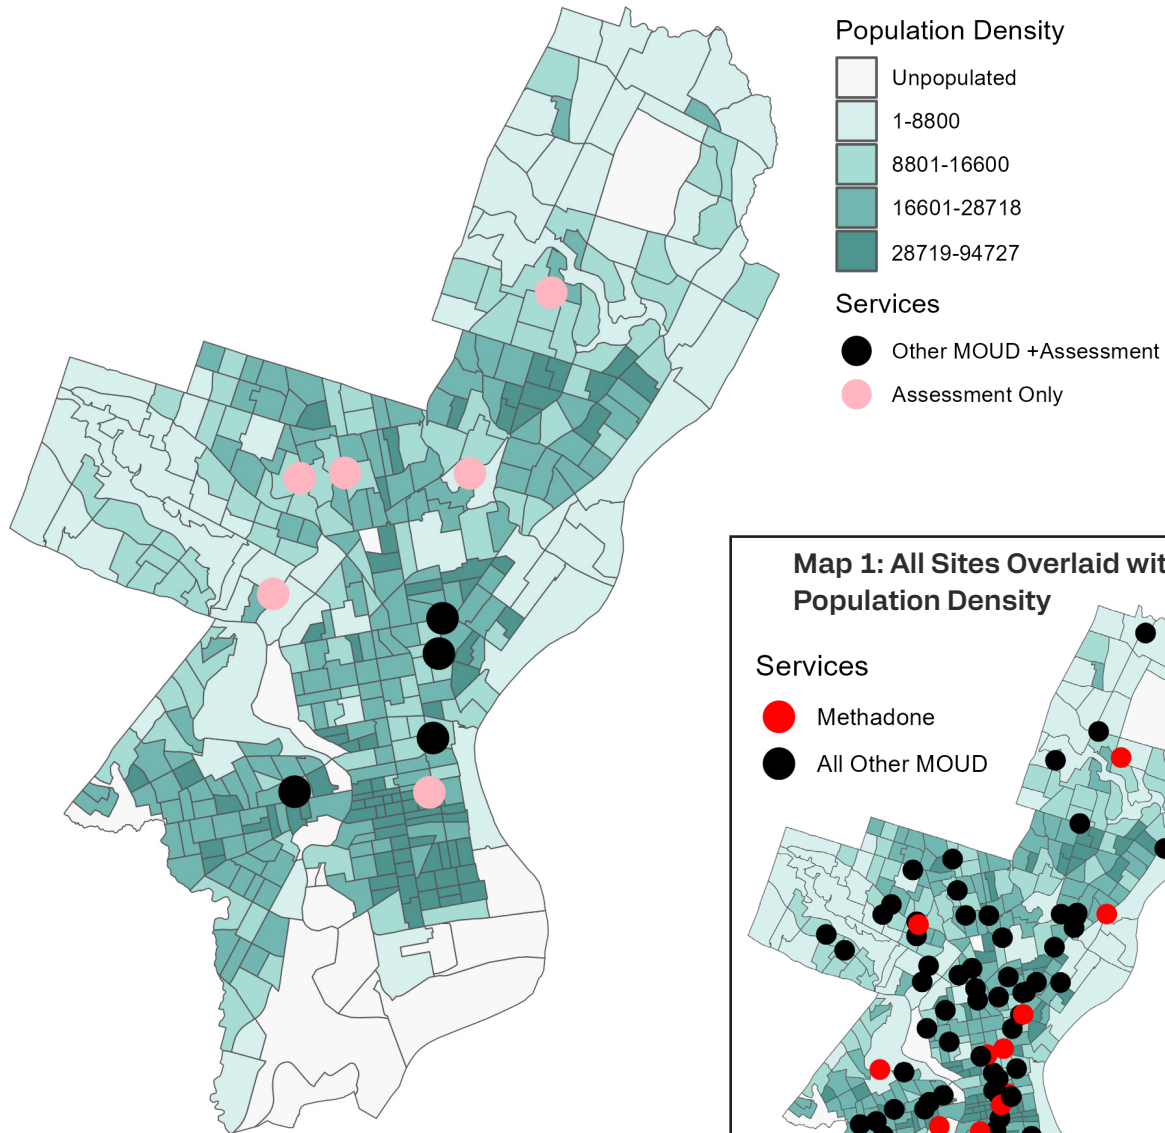 Population Density
Unpopulated
1-8800
8801-16600
16601-28718
28719-94727
Services
Other MOUD +Assessment
Assessment Only
Map 1: All Sites Overlaid wit
Population Density
Services
Methadone
All Other MOUD